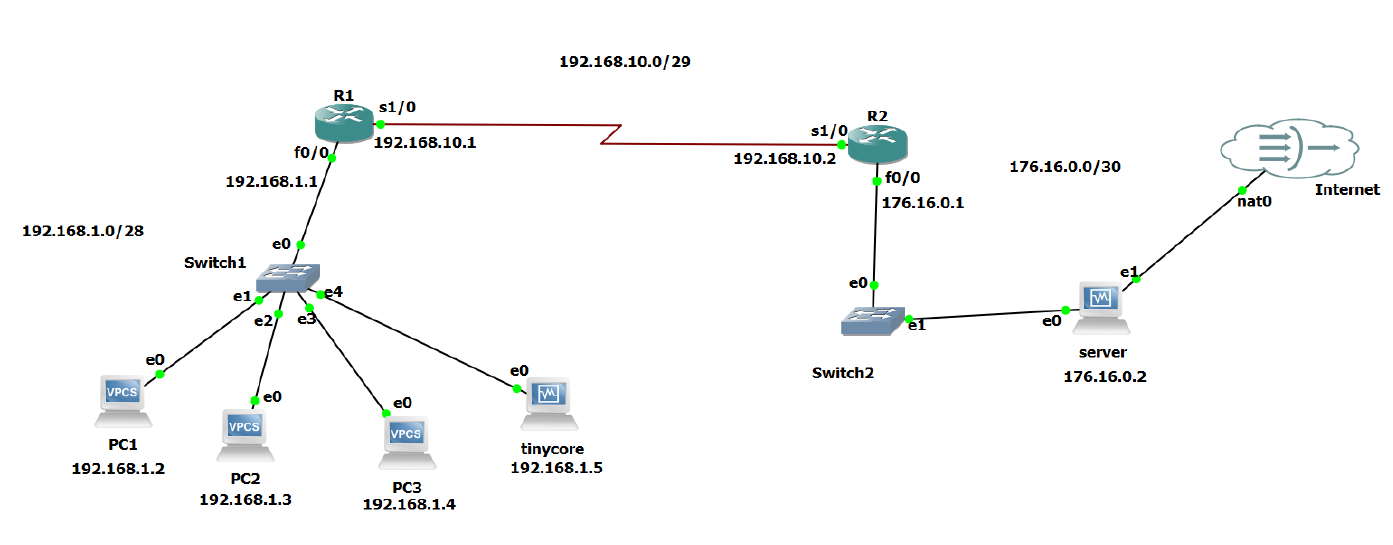 192.168.10.0/29
R1
s1/0
192.168.10.1
f0/0
192.168.1.1
192.168.1.0/28
e0
Switch1
e1
e2
e3
e4
e0
VPCS
PC1
192.168.1.2
e0
VPCS
PC2
192.168.1.3
e0
VPCS
PC3
192.168.1.4
e0
tinycore
192.168.1.5
R2
s1/0
192.168.10.2
f0/0
176.16.0.1
176.16.0.0/30
e0
e1
Switch2
e0
e1
server
176.16.0.2
nat0
Internet